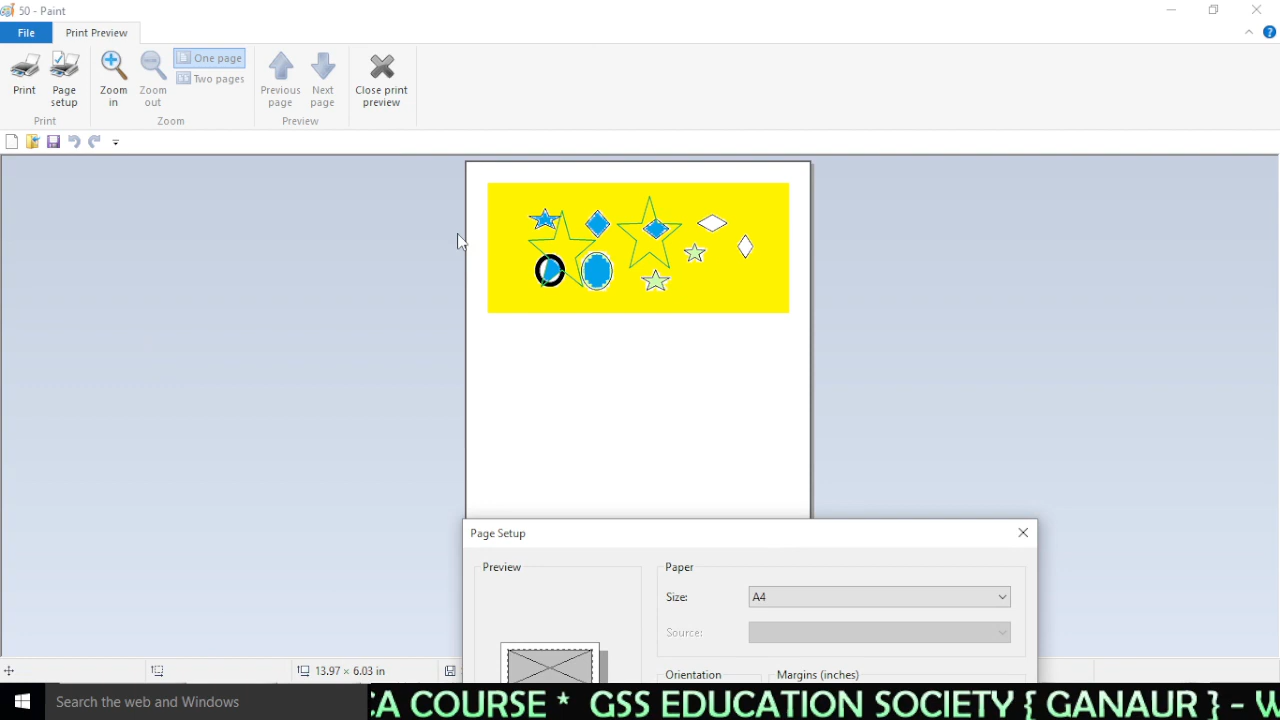 50 - Paint
File
Print Preview
Print
Page setup
Zoom in
Zoom out
One page
Two pages
Previous page
Next page
Close print preview
Print
Zoom
Preview
Page Setup
Preview
Paper
Size:
A4
Source:
Orientation
Margins (inches)
13.97 × 6.03 in
Search the web and Windows
CA COURSE * GSS EDUCATION SOCIETY { GANAUR } - W